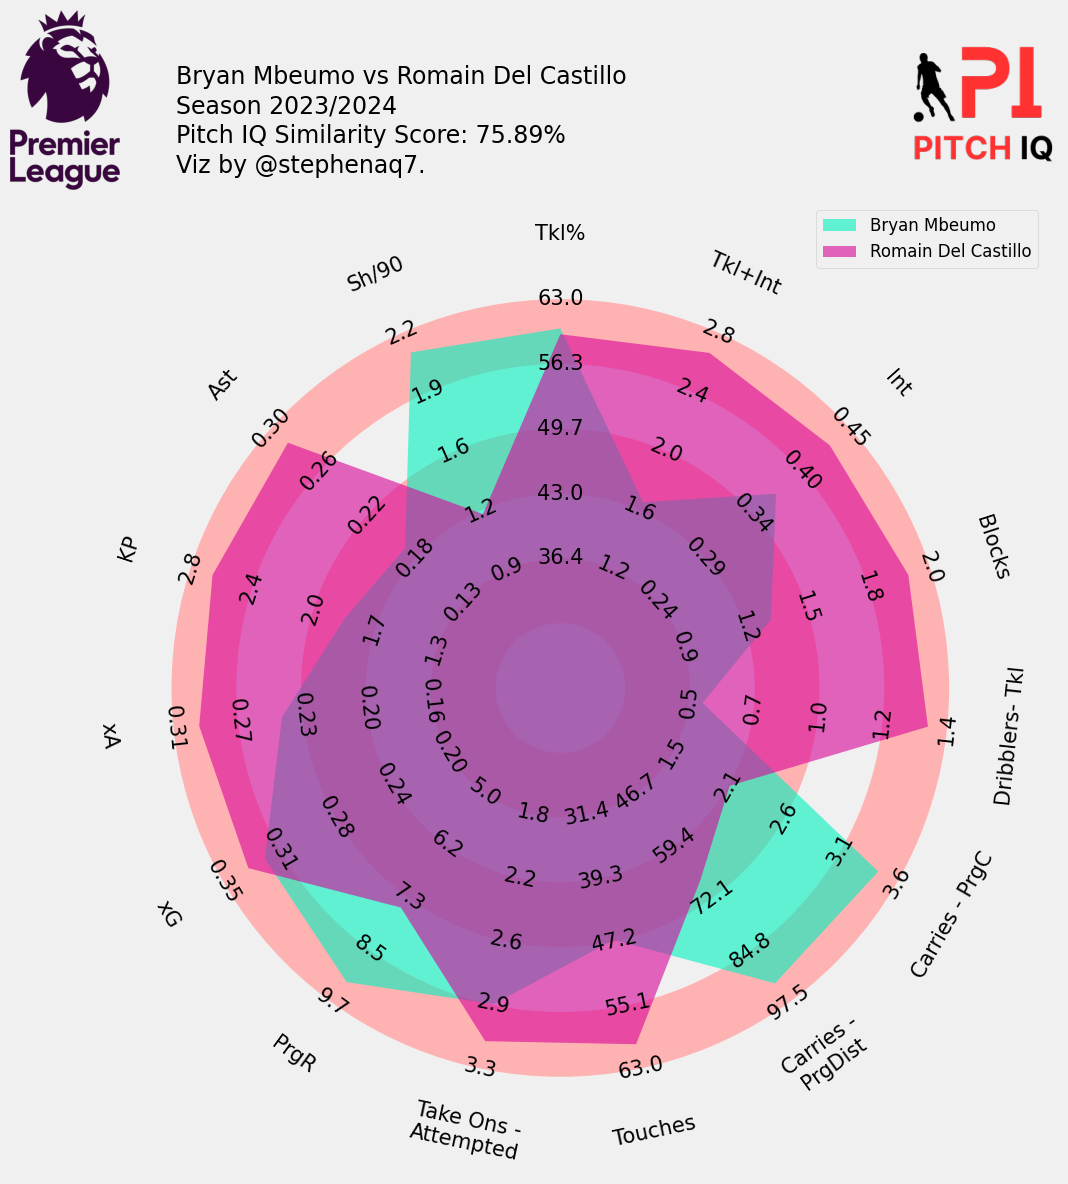 Bryan Mbeumo vs Romain Del Castillo
Season 2023/2024
Pitch IQ Similarity Score: 75.89%
Viz by @stephenaq7.
Premier
League
PI
PITCH IQ
Bryan Mbeumo
Romain Del Castillo
Tkl%
63.0
56.3
49.7
43.0
36.4
Tkl+Int
2.8
2.4
2.0
1.6
1.2
Int
0.45
0.40
0.34
0.29
0.24
Blocks
2.0
1.8
1.5
1.2
0.9
Dribblers- Tkl
1.4
1.2
1.0
0.7
0.5
Carries - PrgC
3.6
3.1
2.6
2.1
1.5
Carries -
PrgDist
97.5
84.8
72.1
59.4
46.7
Touches
63.0
55.1
47.2
39.3
31.4
Take Ons -
Attempted
3.3
2.9
2.6
2.2
1.8
PrgR
9.7
8.5
7.3
6.2
5.0
xG
0.35
0.31
0.28
0.24
0.20
xA
0.31
0.27
0.23
0.20
0.16
KP
2.8
2.4
2.0
1.7
1.3
Ast
0.30
0.26
0.22
0.18
0.13
Sh/90
2.2
1.9
1.6
1.2
0.9